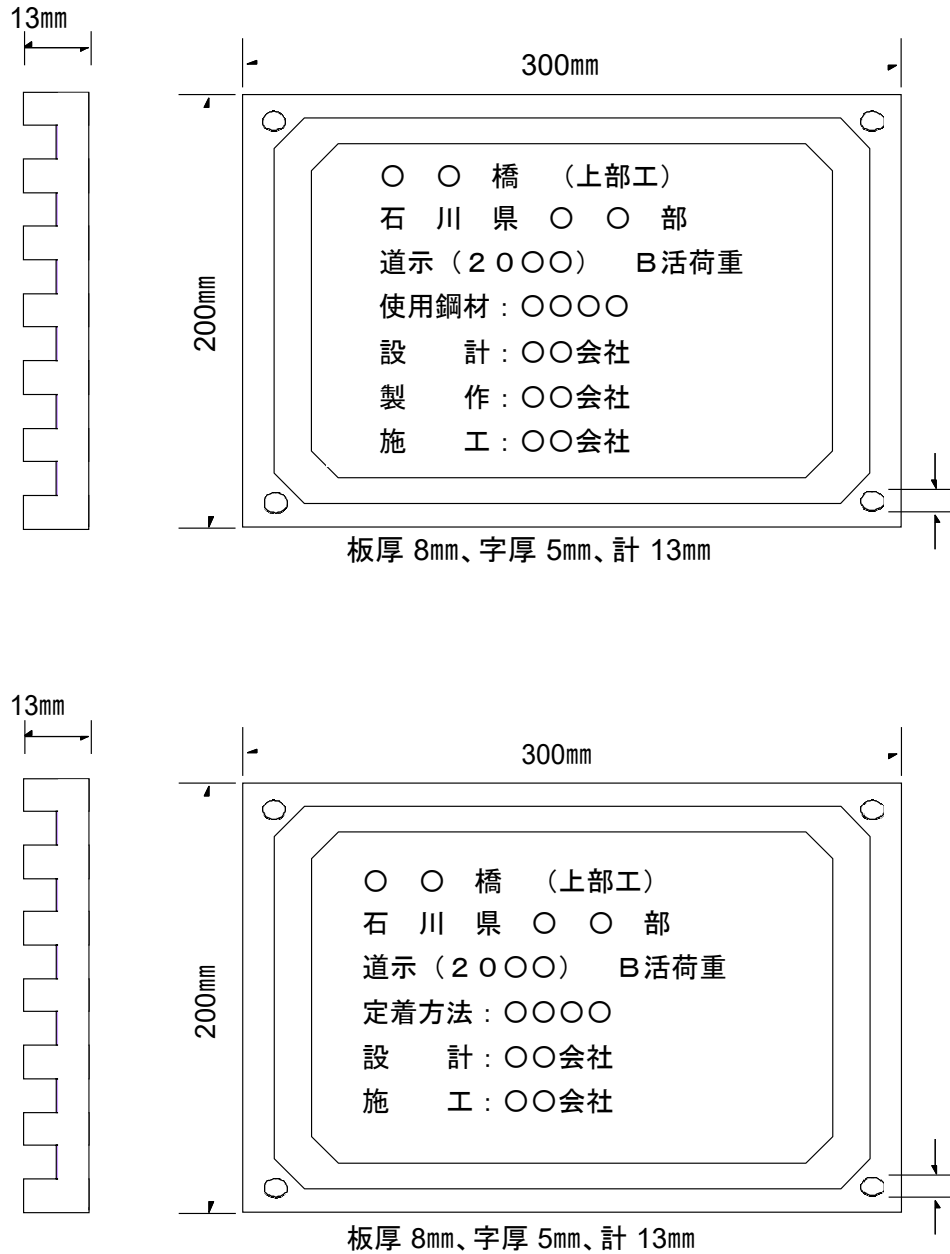 13㎜
300㎜
200㎜
○ ○ 橋 （上部工）
石 川 県 ○ ○ 部
道示（２０○○） Ｂ活荷重
使用鋼材：○○○○
設 計：○○会社
製 作：○○会社
施 工：○○会社
板厚 8㎜、字厚 5㎜、計 13㎜
13㎜
300㎜
200㎜
○ ○ 橋 （上部工）
石 川 県 ○ ○ 部
道示（２０○○） Ｂ活荷重
定着方法：○○○○
設 計：○○会社
施 工：○○会社
板厚 8㎜、字厚 5㎜、計 13㎜